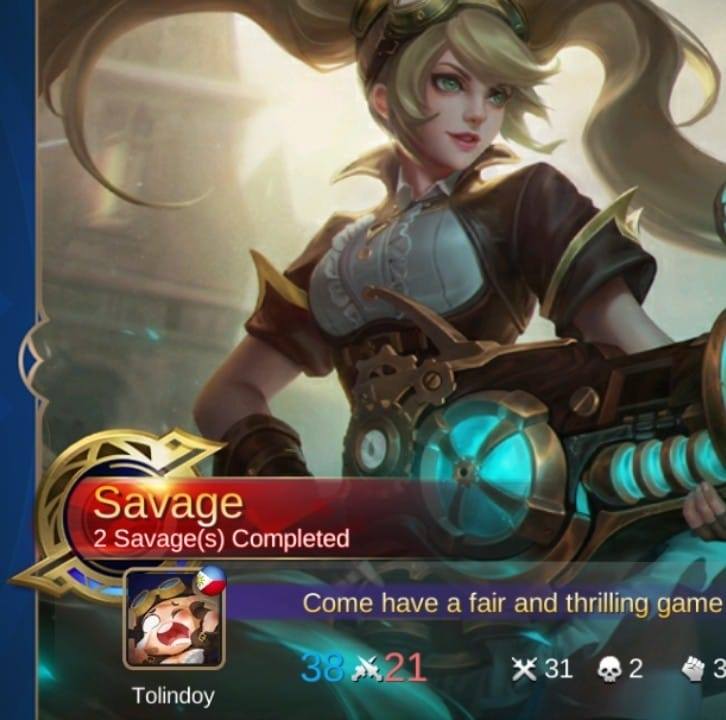 Savage
2 Savage(s) Completed
Come have a fair and thrilling game
38 21 31 2 3
Tolindoy